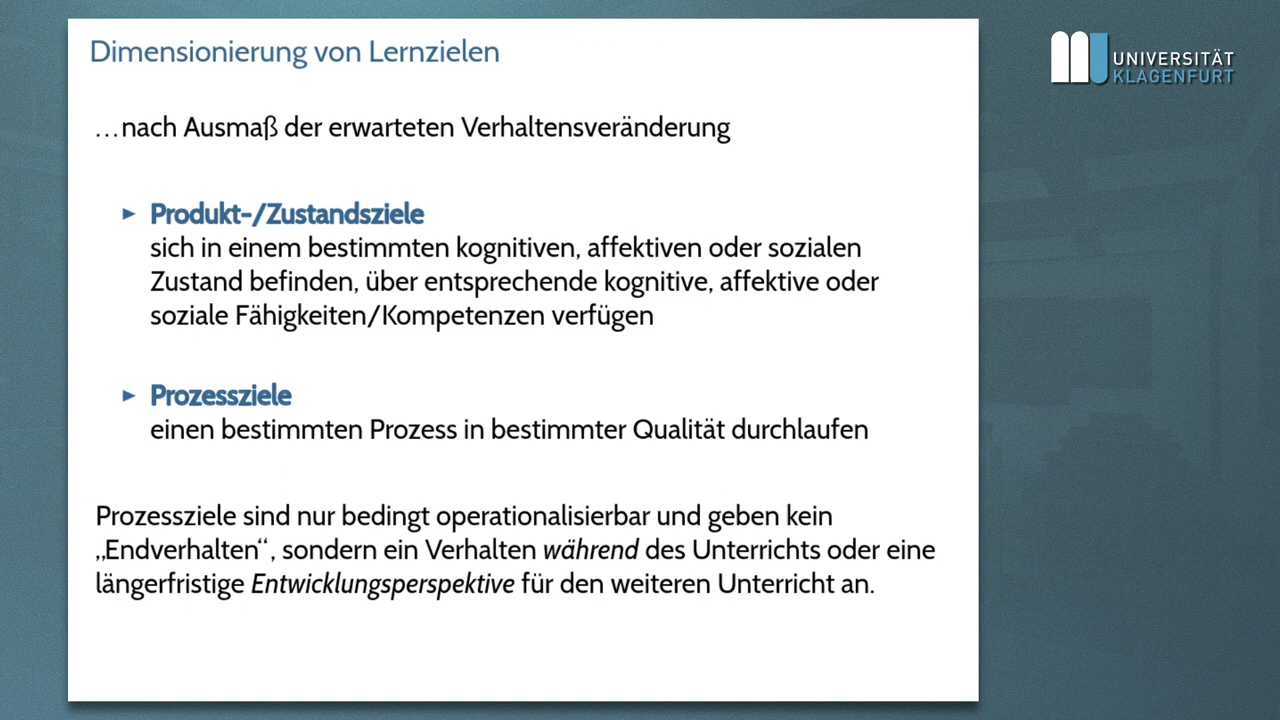 Dimensionierung von Lernzielen
UNIVERSITÄT
KLAGENFURT
…nach Ausmaß der erwarteten Verhaltensveränderung
► Produkt-/Zustandsziele
sich in einem bestimmten kognitiven, affektiven oder sozialen
Zustand befinden, über entsprechende kognitive, affektive oder
soziale Fähigkeiten/Kompetenzen verfügen
► Prozessziele
einen bestimmten Prozess in bestimmter Qualität durchlaufen
Prozessziele sind nur bedingt operationalisierbar und geben kein
„Endverhalten“, sondern ein Verhalten während des Unterrichts oder eine
längerfristige Entwicklungsperspektive für den weiteren Unterricht an.